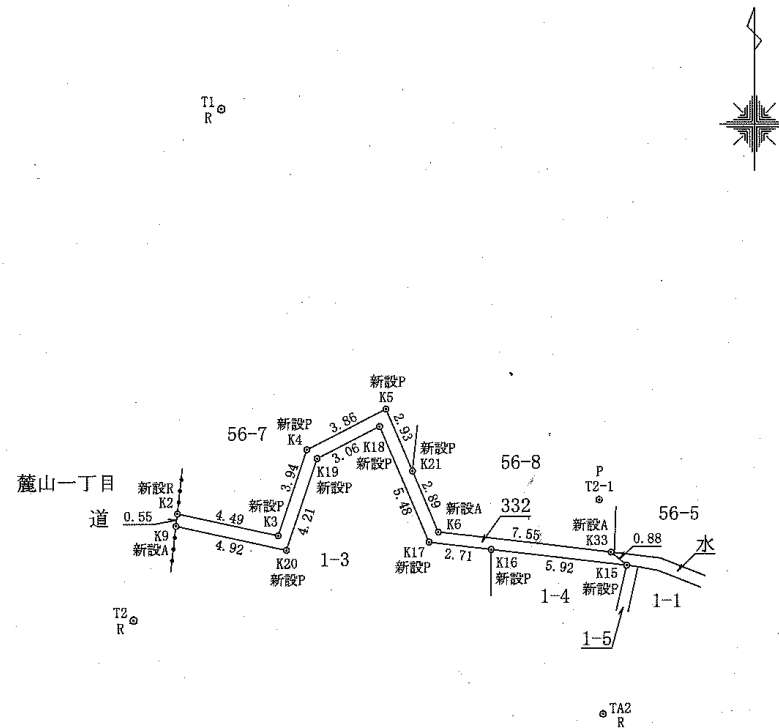 T1
R
新設P
K5
新設P
K4
3.86
2.93
56-7
K18
新設P
3.06
K19
新設P
新設P
K21
56-8
P
T2-1
麓山一丁目
新設R
K2
道
0.55
K9
新設A
4.49
4.92
新設P
K3
3.94
4.21
K20
新設P
1-3
5.48
2.89
新設A
K6
332
7.55
新設A
K33
0.88
56-5
水
K17
新設P
2.71
K16
新設P
5.92
K15
新設P
1-4
1-1
1-5
T2
R
TA2
R